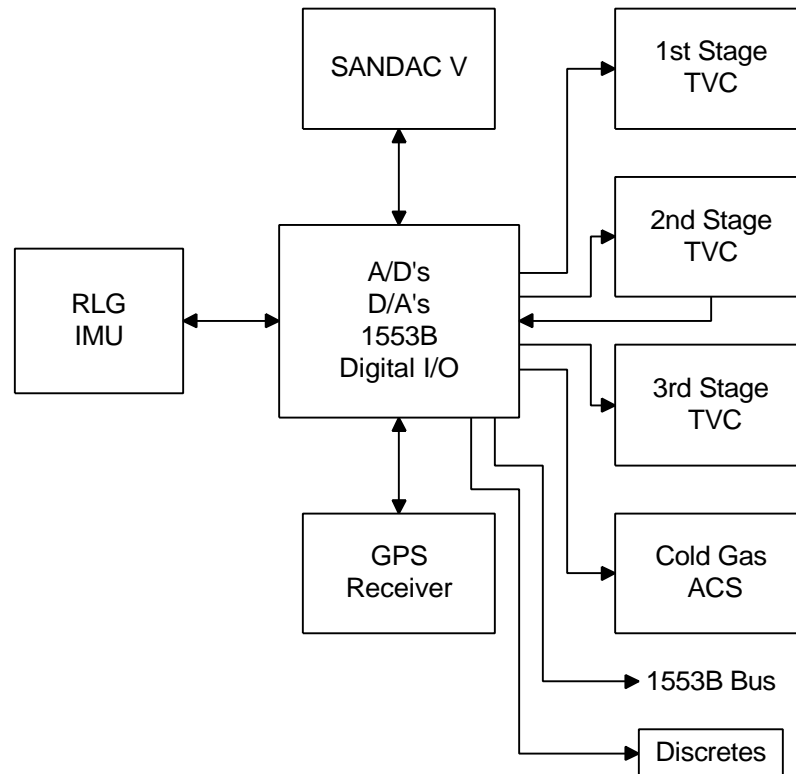 SANDAC V
1st Stage
TVC
2nd Stage
TVC
A/D's
D/A's
1553B
Digital I/O
RLG
IMU
3rd Stage
TVC
GPS
Receiver
Cold Gas
ACS
1553B Bus
Discretes